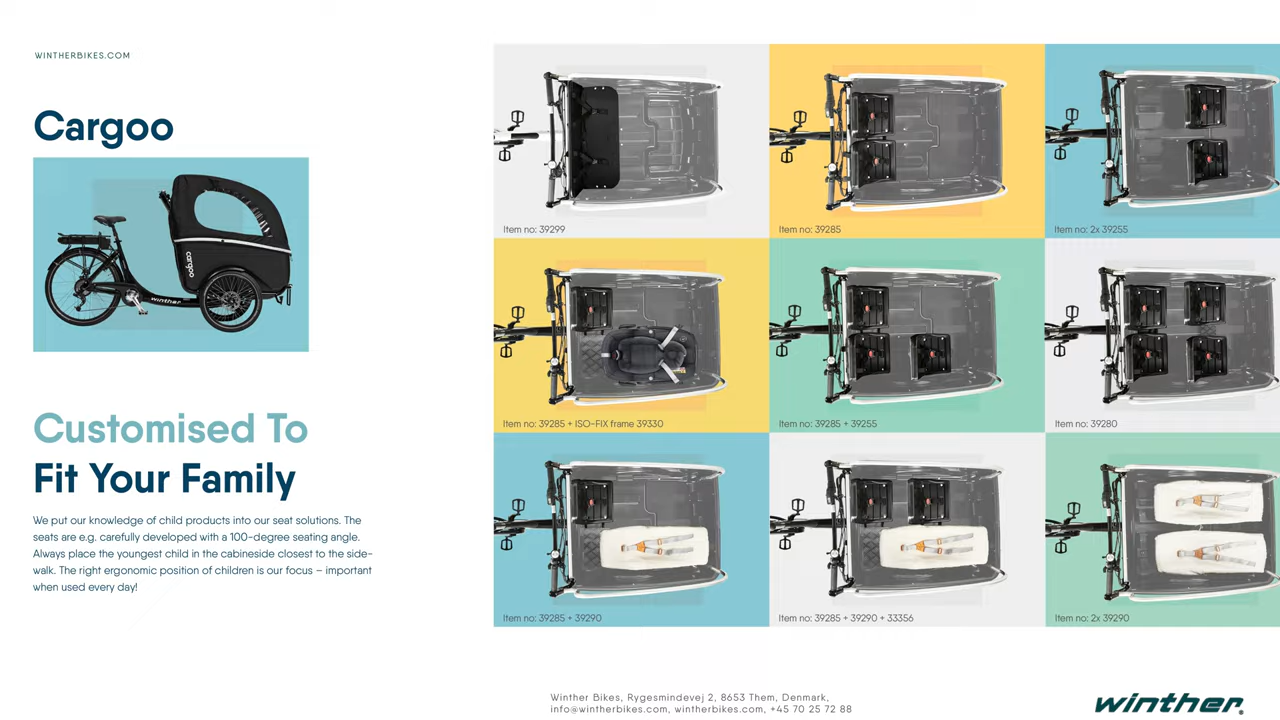 WINTHERBIKES.COM
Cargoo
cargoo
winther
Customised To
Fit Your Family
We put our knowledge of child products into our seat solutions. The
seats are e.g. carefully developed with a 100-degree seating angle.
Always place the youngest child in the cabineside closest to the side-
walk. The right ergonomic position of children is our focus – important
when used every day!
Item no: 39299
Item no: 39285
Item no: 2x 39255
Item no: 39285 + ISO-FIX frame 39330
Item no: 39285 + 39255
Item no: 39280
Item no: 39285 + 39290
Item no: 39285 + 39290 + 33356
Item no: 2x 39290
Winther Bikes, Rygesmindevej 2, 8653 Them, Denmark,
info@wintherbikes.com, wintherbikes.com, +45 70 25 72 88
winther